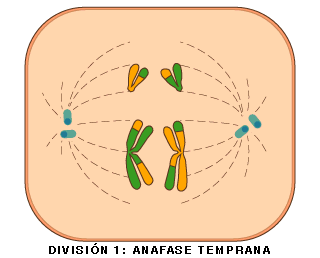 DIVISIÓN 1: ANAFASE TEMPRANA